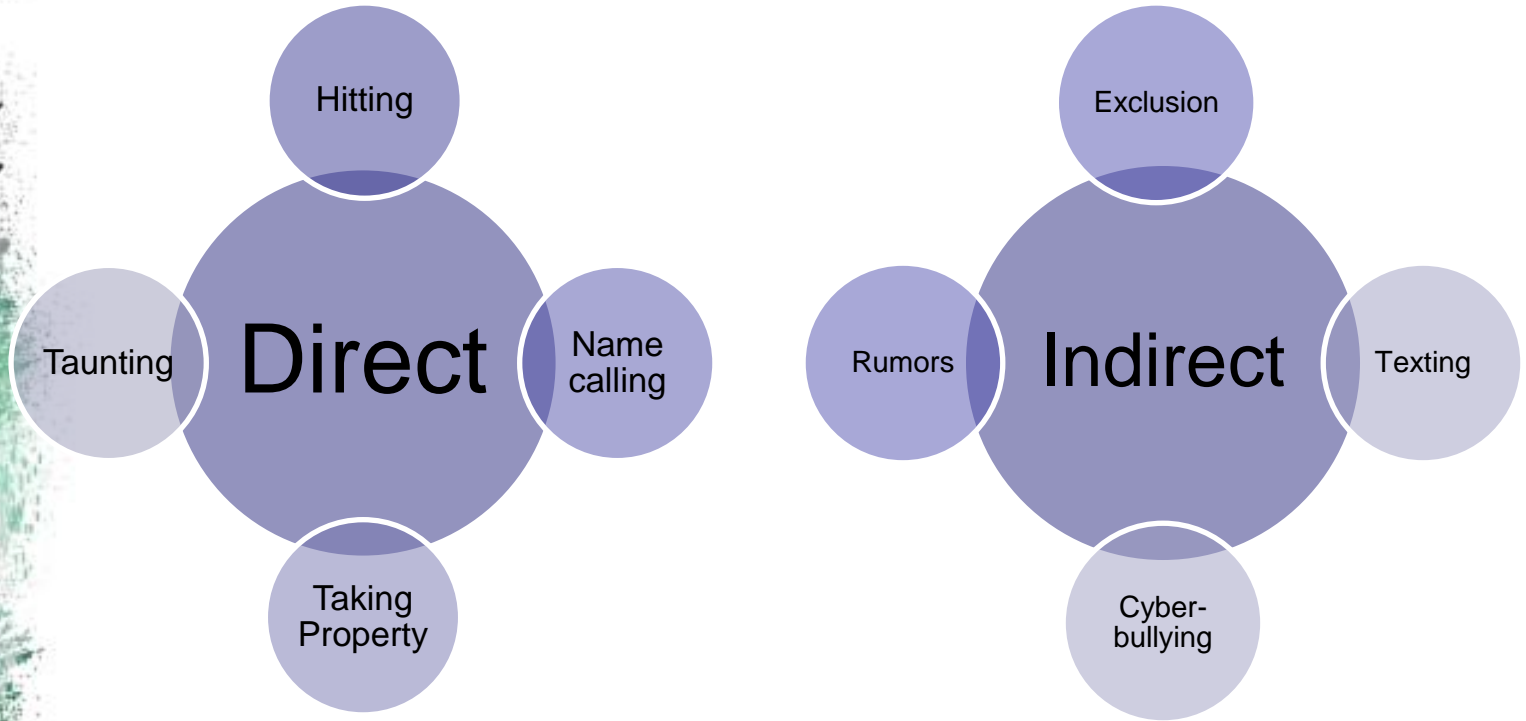 Hitting
Taunting
Direct
Name
calling
Taking
Property
Exclusion
Rumors
Indirect
Texting
Cyber-
bullying